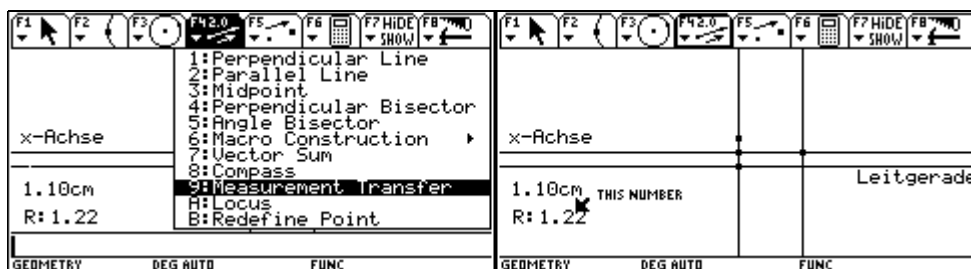 F1 F2 F3 F4 2.0 F5 F6 F7 HiDE SHOW F8
1:Perpendicular Line
2:Parallel Line
3:Midpoint
4:Perpendicular Bisector
5:Angle Bisector
6:Macro Construction ▸
7:Vector Sum
8:Compass
9:Measurement Transfer
A:Locus
B:Redefine Point
x-Achse
1.10cm
R:1.22
GEOMETRY DEG AUTO FUNC
F1 F2 F3 F4 2.0 F5 F6 F7 HiDE SHOW F8
x-Achse
Leitgerade
1.10cm THIS NUMBER
R:1.22
GEOMETRY DEG AUTO FUNC